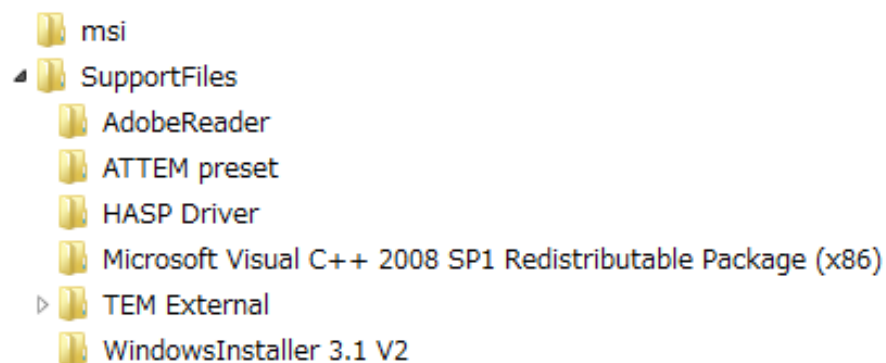 msi
SupportFiles
AdobeReader
ATTEM preset
HASP Driver
Microsoft Visual C++ 2008 SP1 Redistributable Package (x86)
TEM External
WindowsInstaller 3.1 V2